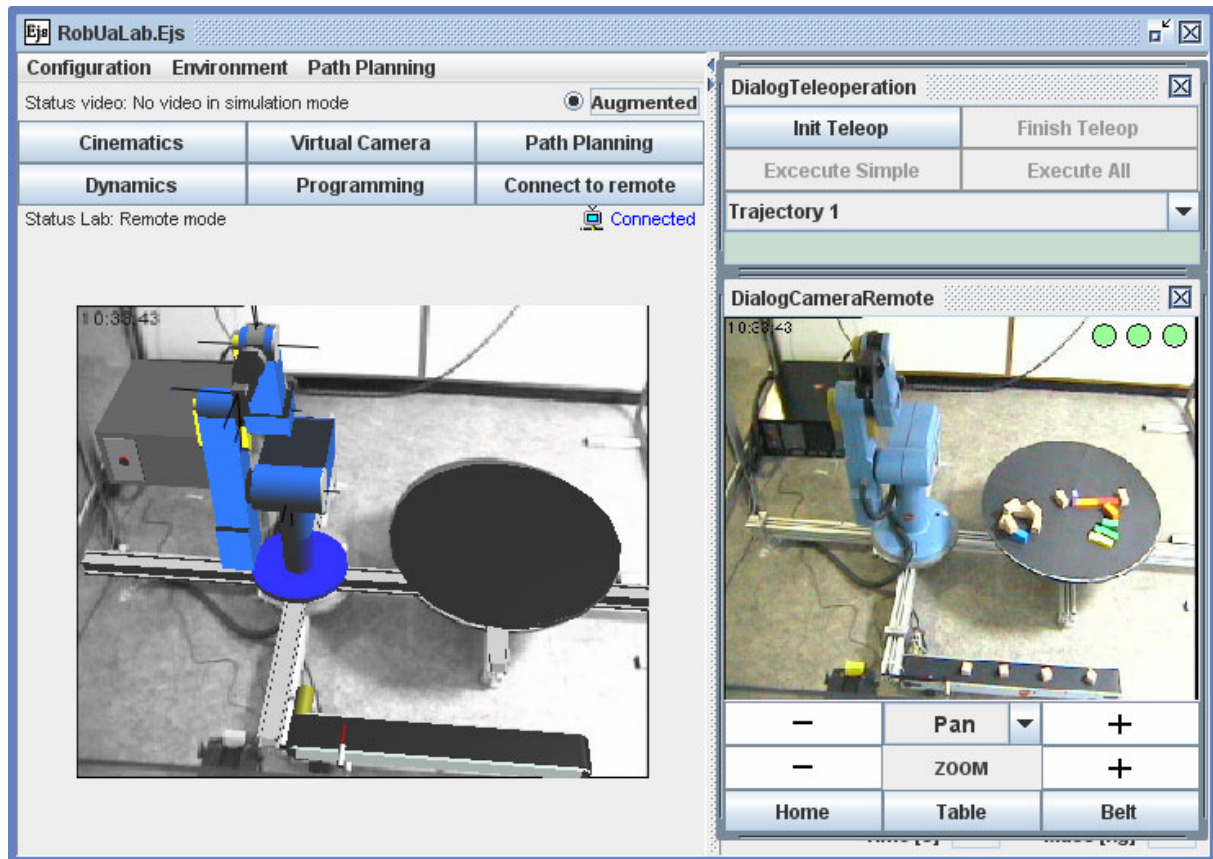 Ejs RobUaLab.Ejs
Configuration Environment Path Planning
Status video: No video in simulation mode Augmented
Cinematics Virtual Camera Path Planning
Dynamics Programming Connect to remote
Status Lab: Remote mode Connected
10:33:43
DialogTeleoperation
Init Teleop Finish Teleop
Excecute Simple Execute All
Trajectory 1
DialogCameraRemote
10:33:43
− Pan +
− ZOOM +
Home Table Belt